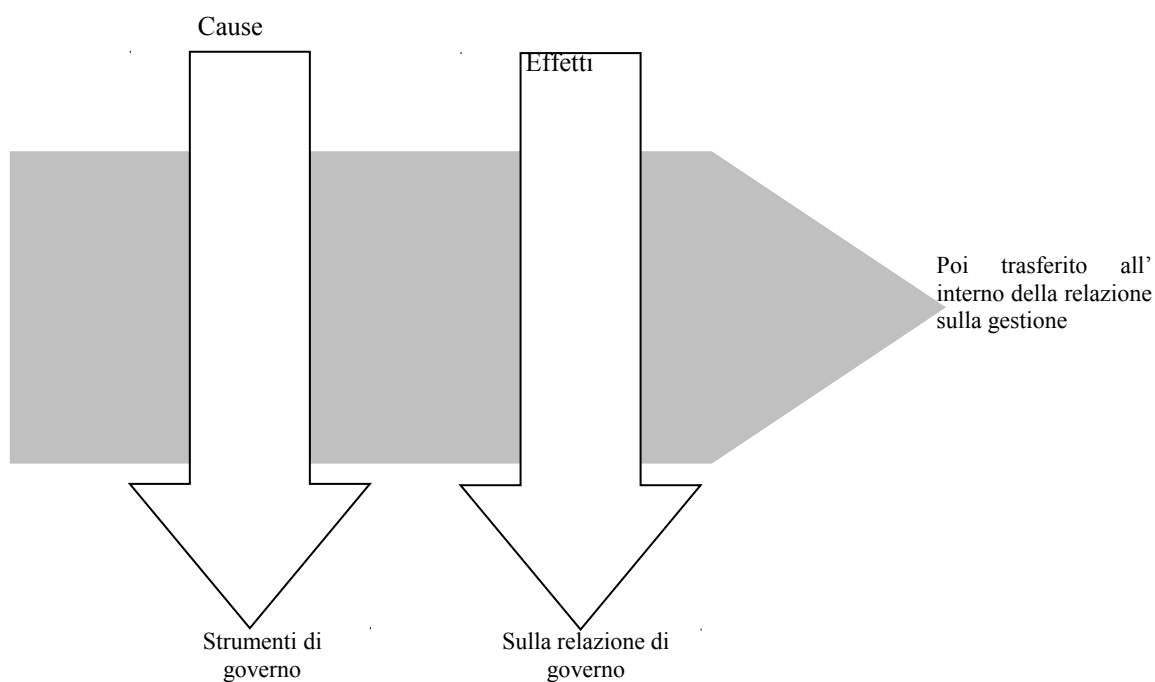 Cause
Effetti
Poi trasferito all'
interno della relazione
sulla gestione
Strumenti di
governo
Sulla relazione di
governo